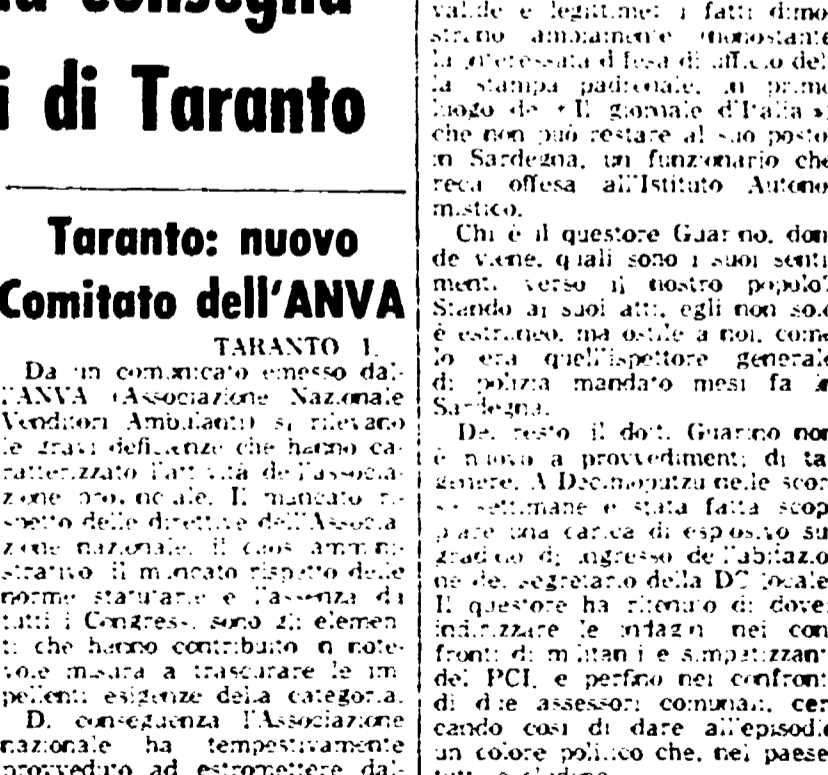 la consegna
i di Taranto
Taranto: nuovo
Comitato dell'ANVA
TARANTO 1.
Da un comunicato emesso dal-
l'ANVA (Associazione Nazionale
Venditori Ambulanti) si rilevano
le gravi deficienze che hanno ca-
ratterizzato l'attività dell'associa-
zione provinciale. Il mancato ri-
spetto delle direttive dell'Associa
zione nazionale, il caos ammini-
strativo il mancato rispetto delle
norme statutarie e l'assenza da
tutti i Congressi sono gli elemen
ti che hanno contribuito in note-
vole misura a trascurare le im
pellenti esigenze della categoria.
Di conseguenza l'Associazione
nazionale ha tempestivamente
provveduto ad estromettere dal-
valide e legittime: i fatti dimo
strano ampiamente nonostante
la interessata difesa di ufficio del
la stampa padronale, in primo
luogo de « Il giornale d'Italia »
che non può restare al suo posto
in Sardegna, un funzionario che
reca offesa all'Istituto Autono
mistico.
Chi è il questore Guarino, don
de viene, quali sono i suoi senti
menti verso il nostro popolo?
Stando ai suoi atti, egli non solo
è estraneo, ma ostile a noi, come
lo era quell'ispettore generale
di polizia mandato mesi fa in
Sardegna.
Del resto il dott. Guarino non
è nuovo a provvedimenti di tal
genere. A Decimoputzu nelle scor
se settimane è stata fatta scop
piare una carica di esplosivo sul
gradino di ingresso dell'abitazio
ne del segretario della DC locale
Il questore ha ritenuto di dover
indirizzare le indagini nei con
fronti di militanti e simpatizzanti
del PCI, e perfino nei confronti
di due assessori comunali, cer
cando così di dare all'episodio
un colore politico che, nel paese